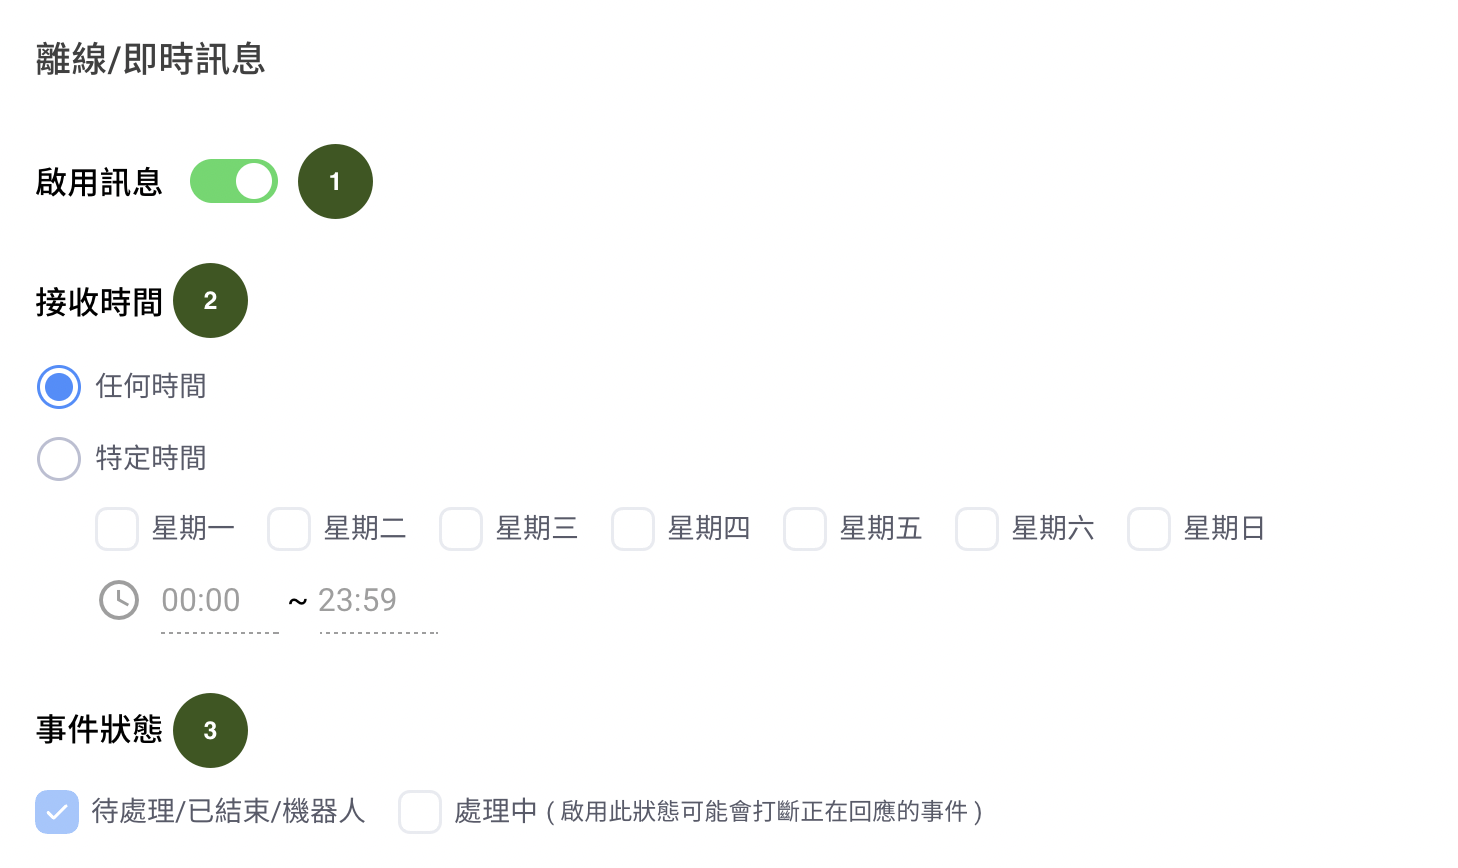 離線/即時訊息
啟用訊息 1
接收時間 2
任何時間
特定時間
星期一 星期二 星期三 星期四 星期五 星期六 星期日
00:00 ~ 23:59
事件狀態 3
待處理/已結束/機器人 處理中 ( 啟用此狀態可能會打斷正在回應的事件 )